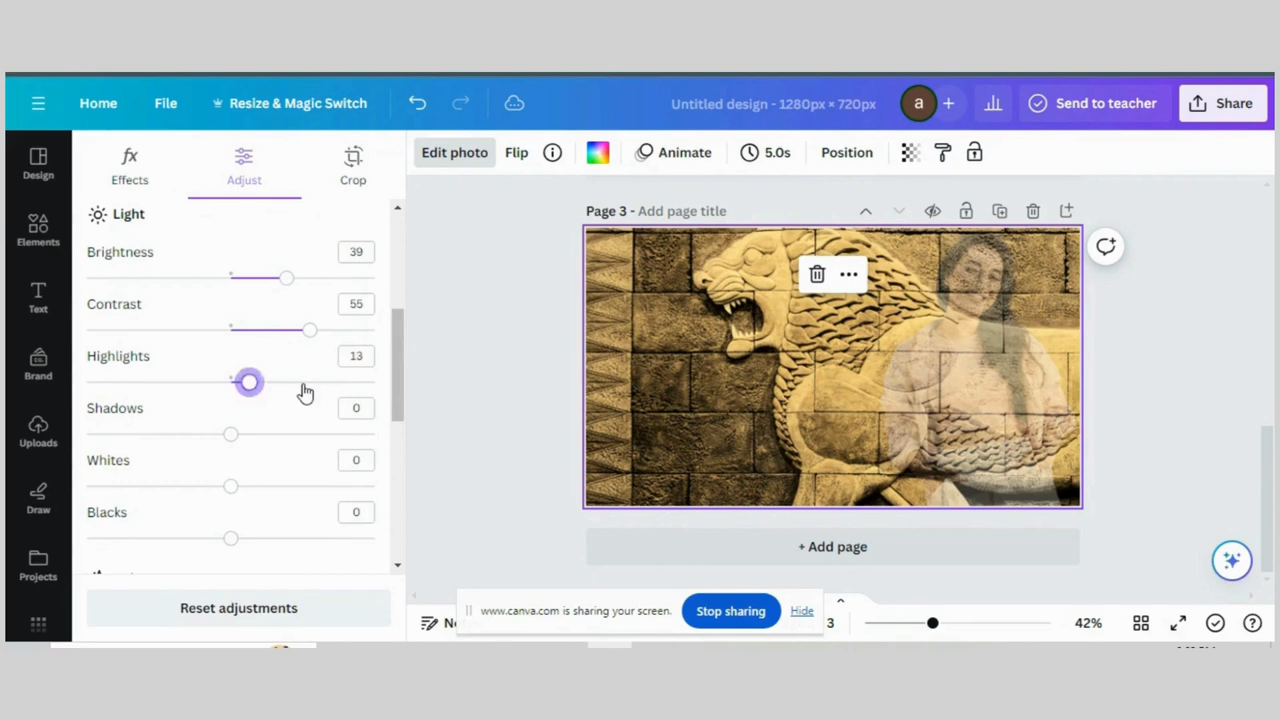 Home File Resize & Magic Switch Untitled design - 1280px × 720px a + Send to teacher Share
Design
Elements
Text
Brand
Uploads
Draw
Projects
Effects Adjust Crop
Light
Brightness 39
Contrast 55
Highlights 13
Shadows 0
Whites 0
Blacks 0
Reset adjustments
Edit photo Flip Animate 5.0s Position
Page 3 - Add page title
+ Add page
www.canva.com is sharing your screen. Stop sharing Hide
3 42%